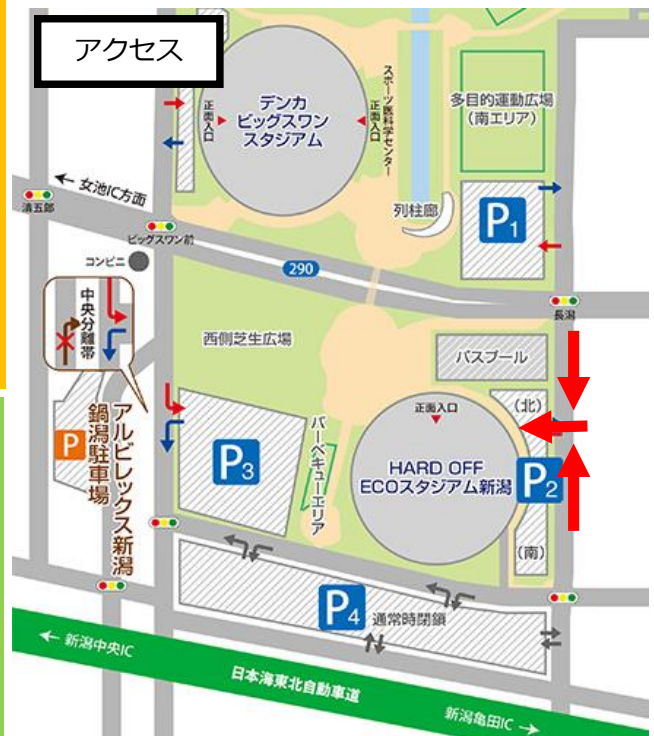 アクセス
デンカ
ビッグスワン
スタジアム
正面入口
正面入口
スポーツ医科学センター
多目的運動広場
(南エリア)
← 女池IC方面
清五郎
ビッグスワン前
列柱廊
P1
コンビニ
290
長潟
中央分離帯
西側芝生広場
バスプール
アルビレックス新潟
鍋潟駐車場
P
P3
バーベキューエリア
正面入口
HARD OFF
ECOスタジアム新潟
(北)
P2
(南)
P4
通常時閉鎖
← 新潟中央IC
日本海東北自動車道
新潟亀田IC →